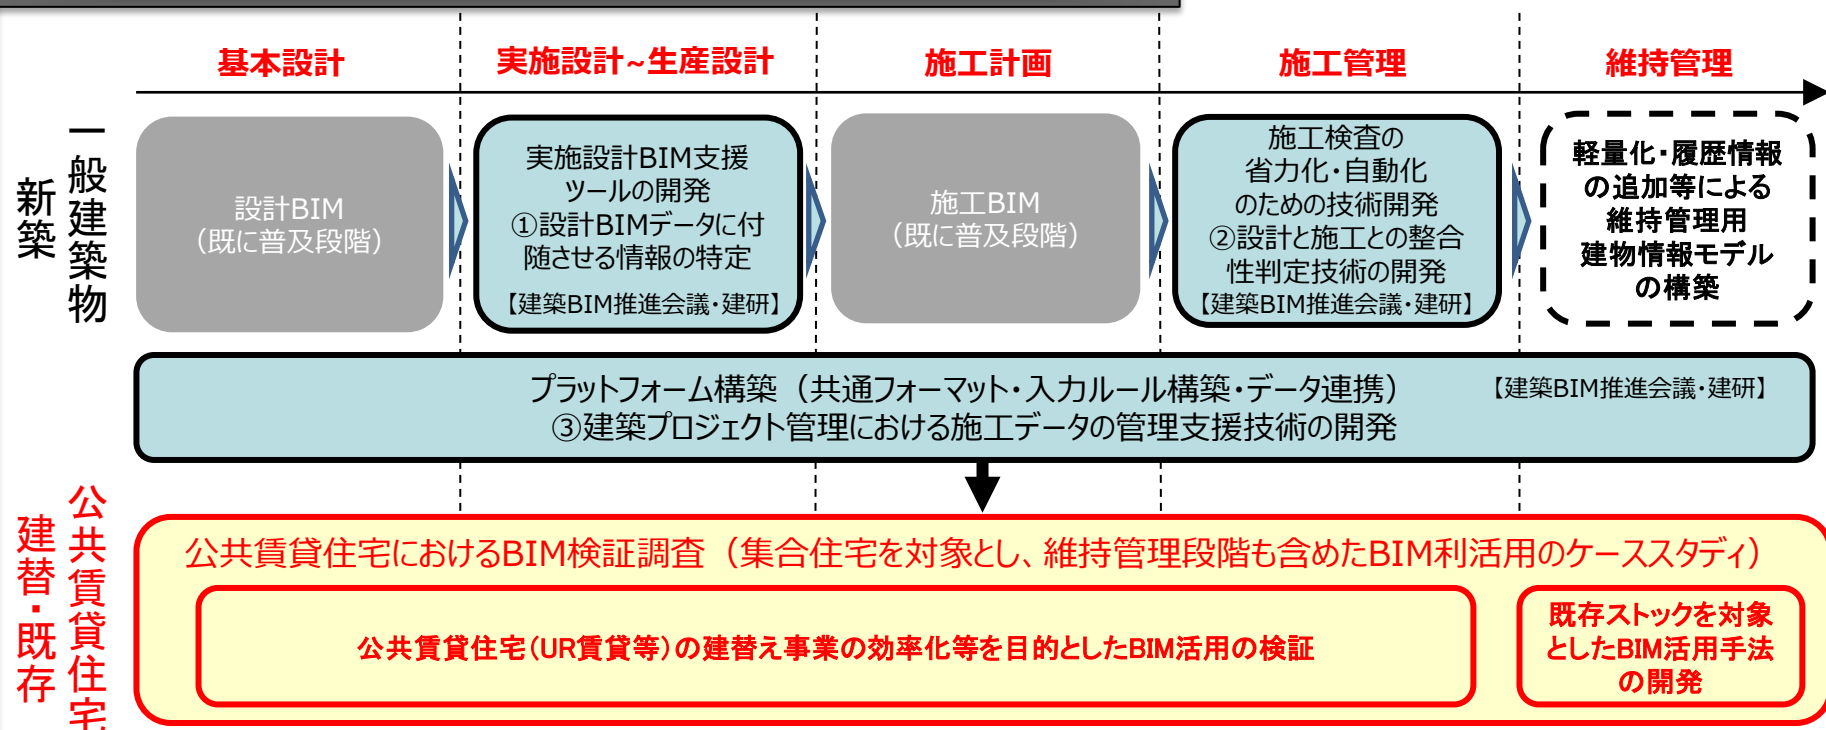 基本設計
実施設計~生産設計
施工計画
施工管理
維持管理
一般建築物
新築
設計BIM
（既に普及段階）
実施設計BIM支援
ツールの開発
①設計BIMデータに付
随させる情報の特定
【建築BIM推進会議・建研】
施工BIM
（既に普及段階）
施工検査の
省力化・自動化
のための技術開発
②設計と施工との整合
性判定技術の開発
【建築BIM推進会議・建研】
軽量化・履歴情報
の追加等による
維持管理用
建物情報モデル
の構築
プラットフォーム構築（共通フォーマット・入力ルール構築・データ連携）
【建築BIM推進会議・建研】
③建築プロジェクト管理における施工データの管理支援技術の開発
公共賃貸住宅
建替・既存
公共賃貸住宅におけるBIM検証調査（集合住宅を対象とし、維持管理段階も含めたBIM利活用のケーススタディ）
公共賃貸住宅（UR賃貸等）の建替え事業の効率化等を目的としたBIM活用の検証
既存ストックを対象
としたBIM活用手法
の開発